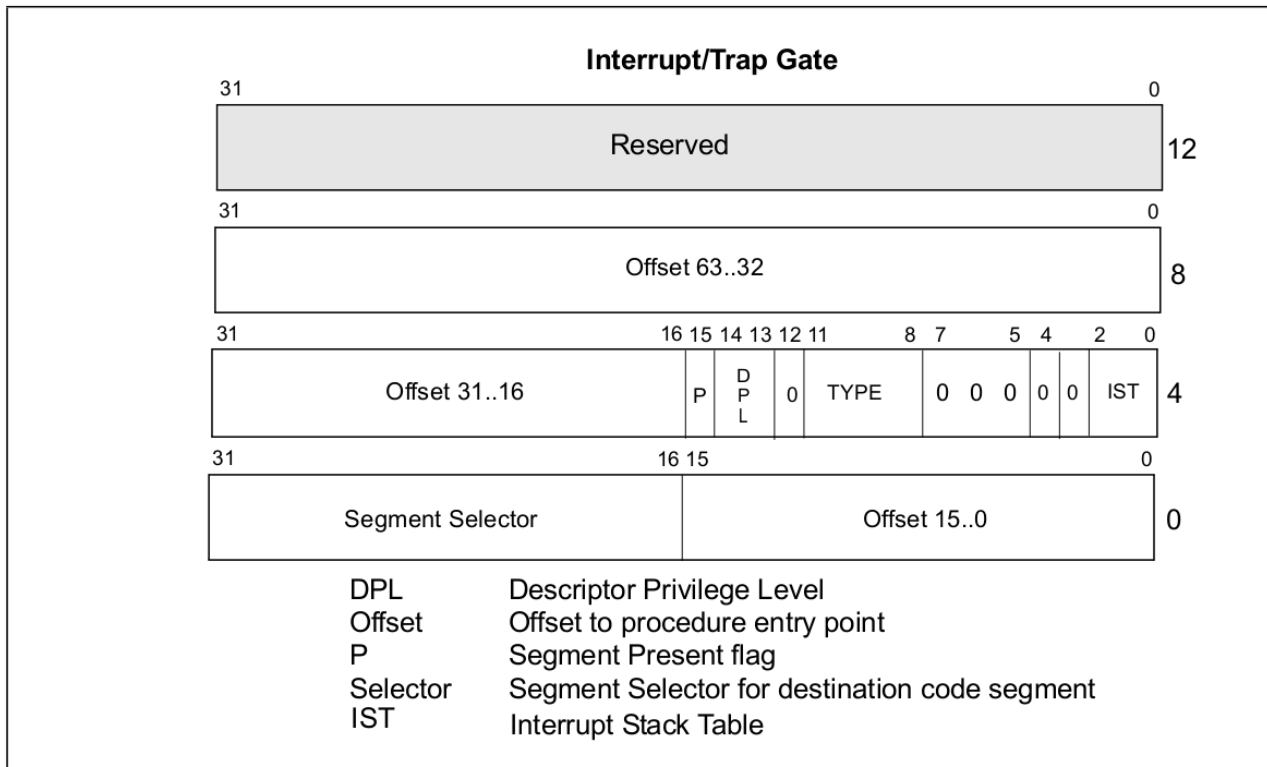 Interrupt/Trap Gate
31 0
Reserved 12
31 0
Offset 63..32 8
31 16 15 14 13 12 11 8 7 5 4 2 0
Offset 31..16 P DPL 0 TYPE 0 0 0 0 0 IST 4
31 16 15 0
Segment Selector Offset 15..0 0
DPL Descriptor Privilege Level
Offset Offset to procedure entry point
P Segment Present flag
Selector Segment Selector for destination code segment
IST Interrupt Stack Table